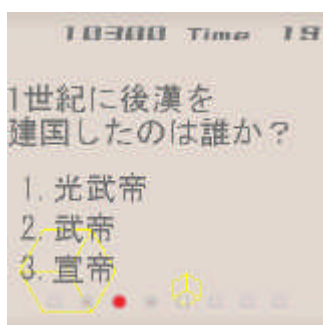 10300 Time 19
1世紀に後漢を
建国したのは誰か？
1. 光武帝
2. 武帝
3. 宣帝